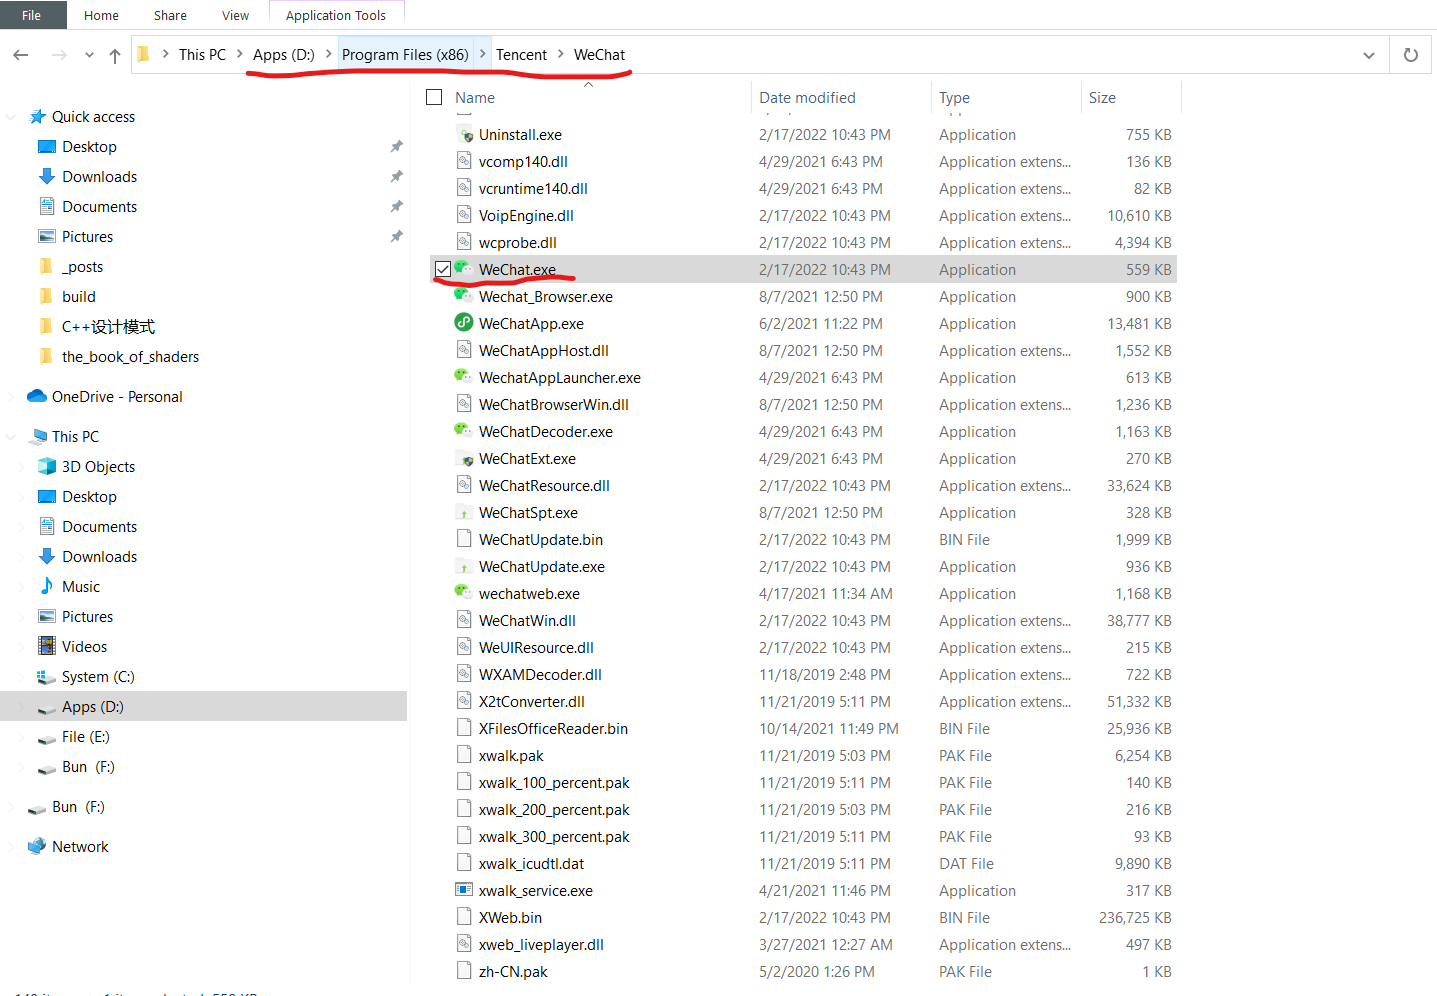 File Home Share View Application Tools
This PC Apps (D:) Program Files (x86) Tencent WeChat
Quick access
Desktop
Downloads
Documents
Pictures
_posts
build
C++设计模式
the_book_of_shaders
OneDrive - Personal
This PC
3D Objects
Desktop
Documents
Downloads
Music
Pictures
Videos
System (C:)
Apps (D:)
File (E:)
Bun (F:)
Bun (F:)
Network
Name Date modified Type Size
Uninstall.exe 2/17/2022 10:43 PM Application 755 KB
vcomp140.dll 4/29/2021 6:43 PM Application extens... 136 KB
vcruntime140.dll 4/29/2021 6:43 PM Application extens... 82 KB
VoipEngine.dll 2/17/2022 10:43 PM Application extens... 10,610 KB
wcprobe.dll 2/17/2022 10:43 PM Application extens... 4,394 KB
WeChat.exe 2/17/2022 10:43 PM Application 559 KB
Wechat_Browser.exe 8/7/2021 12:50 PM Application 900 KB
WeChatApp.exe 6/2/2021 11:22 PM Application 13,481 KB
WeChatAppHost.dll 8/7/2021 12:50 PM Application extens... 1,552 KB
WechatAppLauncher.exe 4/29/2021 6:43 PM Application 613 KB
WeChatBrowserWin.dll 8/7/2021 12:50 PM Application extens... 1,236 KB
WeChatDecoder.exe 4/29/2021 6:43 PM Application 1,163 KB
WeChatExt.exe 4/29/2021 6:43 PM Application 270 KB
WeChatResource.dll 2/17/2022 10:43 PM Application extens... 33,624 KB
WeChatSpt.exe 8/7/2021 12:50 PM Application 328 KB
WeChatUpdate.bin 2/17/2022 10:43 PM BIN File 1,999 KB
WeChatUpdate.exe 2/17/2022 10:43 PM Application 936 KB
wechatweb.exe 4/17/2021 11:34 AM Application 1,168 KB
WeChatWin.dll 2/17/2022 10:43 PM Application extens... 38,777 KB
WeUIResource.dll 2/17/2022 10:43 PM Application extens... 215 KB
WXAMDecoder.dll 11/18/2019 2:48 PM Application extens... 722 KB
X2tConverter.dll 11/21/2019 5:11 PM Application extens... 51,332 KB
XFilesOfficeReader.bin 10/14/2021 11:49 PM BIN File 25,936 KB
xwalk.pak 11/21/2019 5:03 PM PAK File 6,254 KB
xwalk_100_percent.pak 11/21/2019 5:11 PM PAK File 140 KB
xwalk_200_percent.pak 11/21/2019 5:03 PM PAK File 216 KB
xwalk_300_percent.pak 11/21/2019 5:11 PM PAK File 93 KB
xwalk_icudtl.dat 11/21/2019 5:11 PM DAT File 9,890 KB
xwalk_service.exe 4/21/2021 11:46 PM Application 317 KB
XWeb.bin 2/17/2022 10:43 PM BIN File 236,725 KB
xweb_liveplayer.dll 3/27/2021 12:27 AM Application extens... 497 KB
zh-CN.pak 5/2/2020 1:26 PM PAK File 1 KB